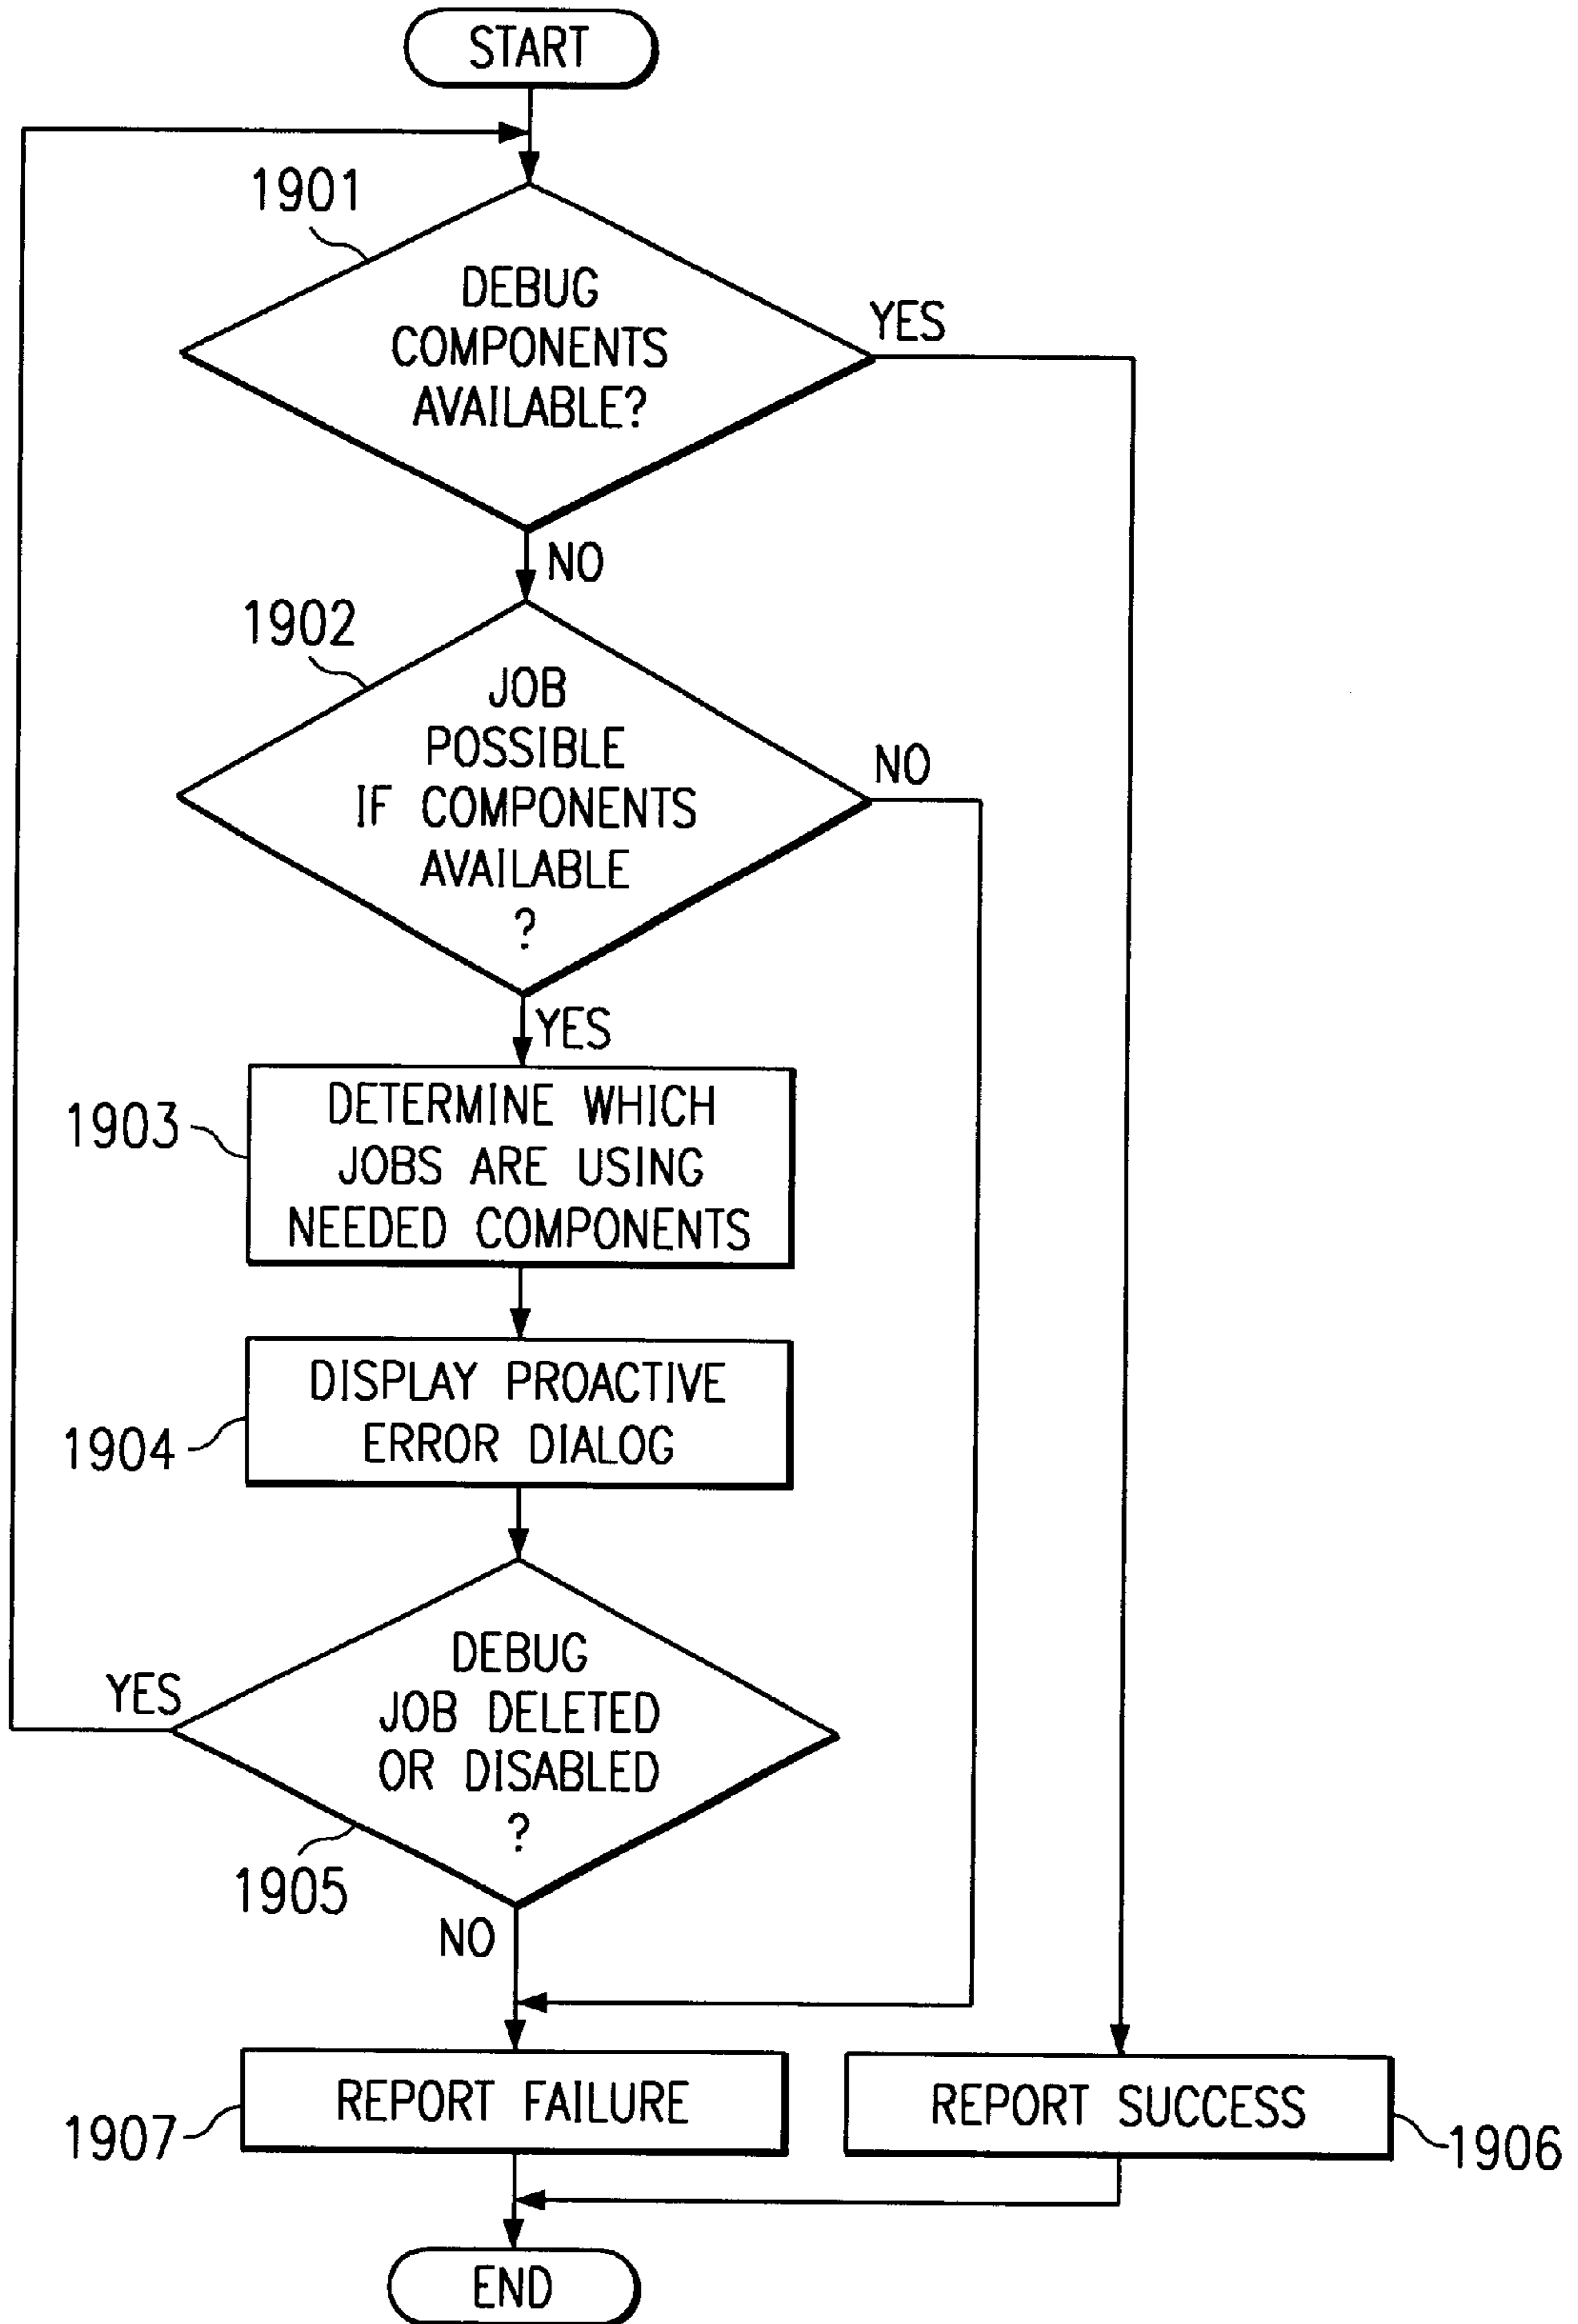 START
1901
DEBUG
COMPONENTS
AVAILABLE?
YES
NO
1902
JOB
POSSIBLE
IF COMPONENTS
AVAILABLE
?
NO
YES
1903
DETERMINE WHICH
JOBS ARE USING
NEEDED COMPONENTS
1904
DISPLAY PROACTIVE
ERROR DIALOG
DEBUG
JOB DELETED
OR DISABLED
?
YES
1905
NO
1907
REPORT FAILURE
REPORT SUCCESS
1906
END